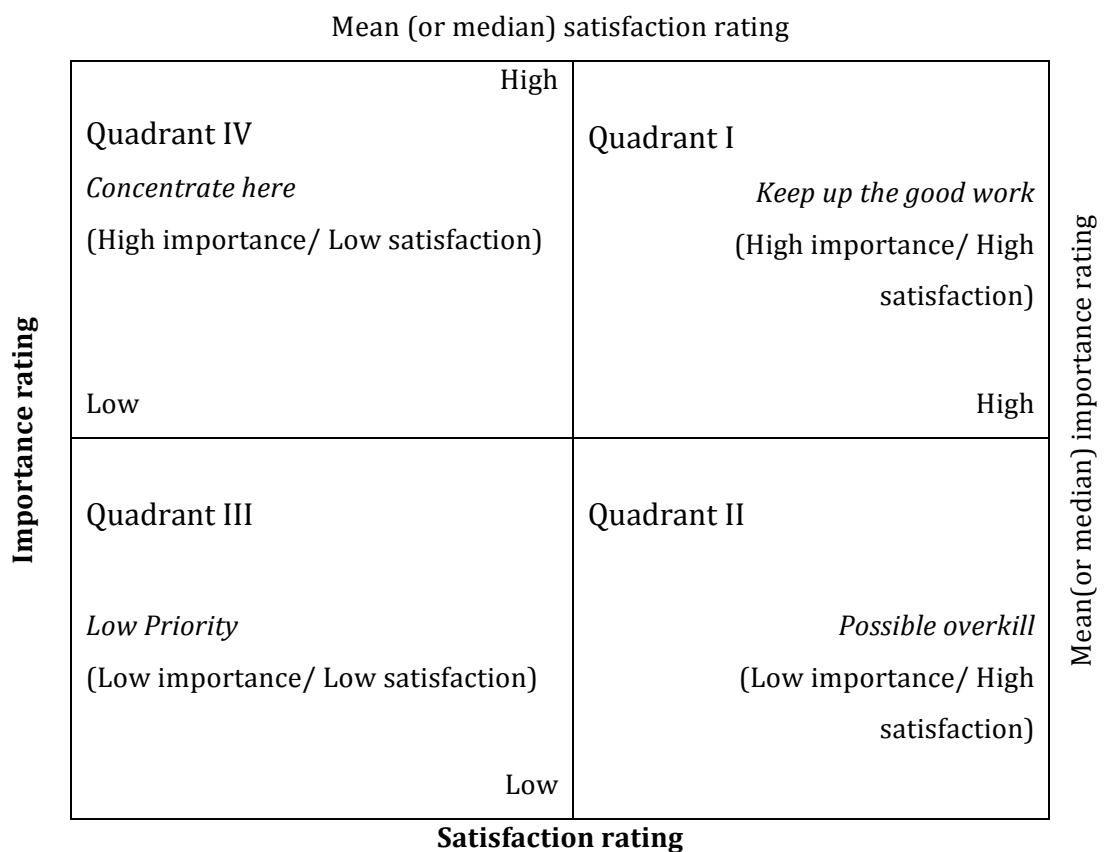 Mean (or median) satisfaction rating
High
Quadrant IV
Concentrate here
(High importance/ Low satisfaction)
Low
Quadrant I
Keep up the good work
(High importance/ High
satisfaction)
High
Quadrant III
Low Priority
(Low importance/ Low satisfaction)
Low
Quadrant II
Possible overkill
(Low importance/ High
satisfaction)
Importance rating
Mean(or median) importance rating
Satisfaction rating